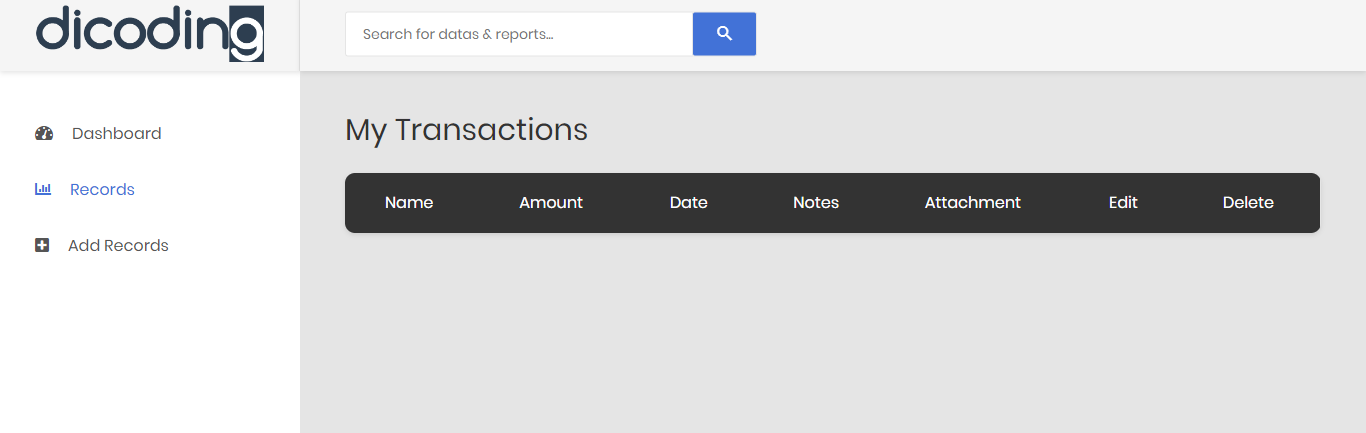 dicoding
Search for datas & reports...
Dashboard
Records
Add Records
My Transactions
Name Amount Date Notes Attachment Edit Delete